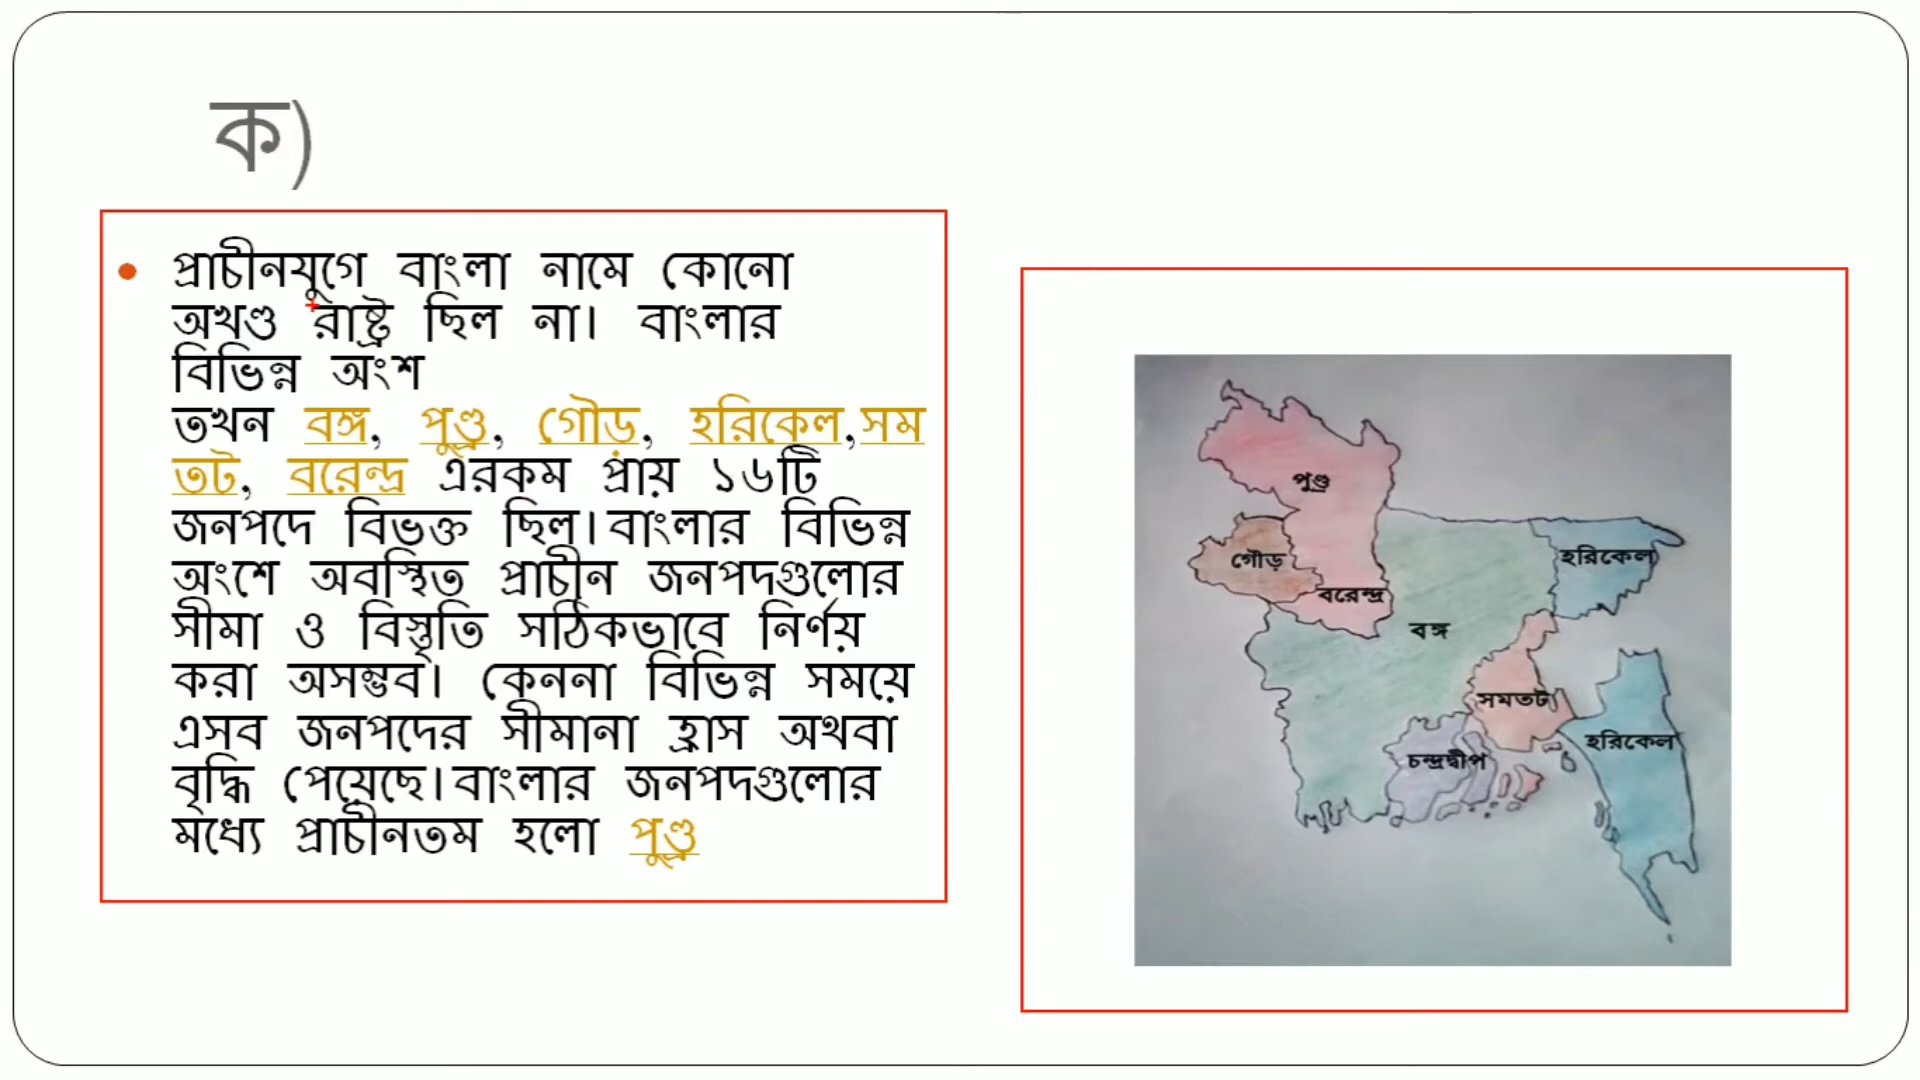 ক)
প্রাচীনযুগে বাংলা নামে কোনো
অখণ্ড রাষ্ট্র ছিল না। বাংলার
বিভিন্ন অংশ
তখন বঙ্গ, পুণ্ড্র, গৌড়, হরিকেল,সম
তট, বরেন্দ্র এরকম প্রায় ১৬টি
জনপদে বিভক্ত ছিল।বাংলার বিভিন্ন
অংশে অবস্থিত প্রাচীন জনপদগুলোর
সীমা ও বিস্তৃতি সঠিকভাবে নির্ণয়
করা অসম্ভব। কেননা বিভিন্ন সময়ে
এসব জনপদের সীমানা হ্রাস অথবা
বৃদ্ধি পেয়েছে।বাংলার জনপদগুলোর
মধ্যে প্রাচীনতম হলো পুণ্ড্র
পুণ্ড্র
গৌড়
হরিকেল
বরেন্দ্র
বঙ্গ
সমতট
হরিকেল
চন্দ্রদ্বীপ